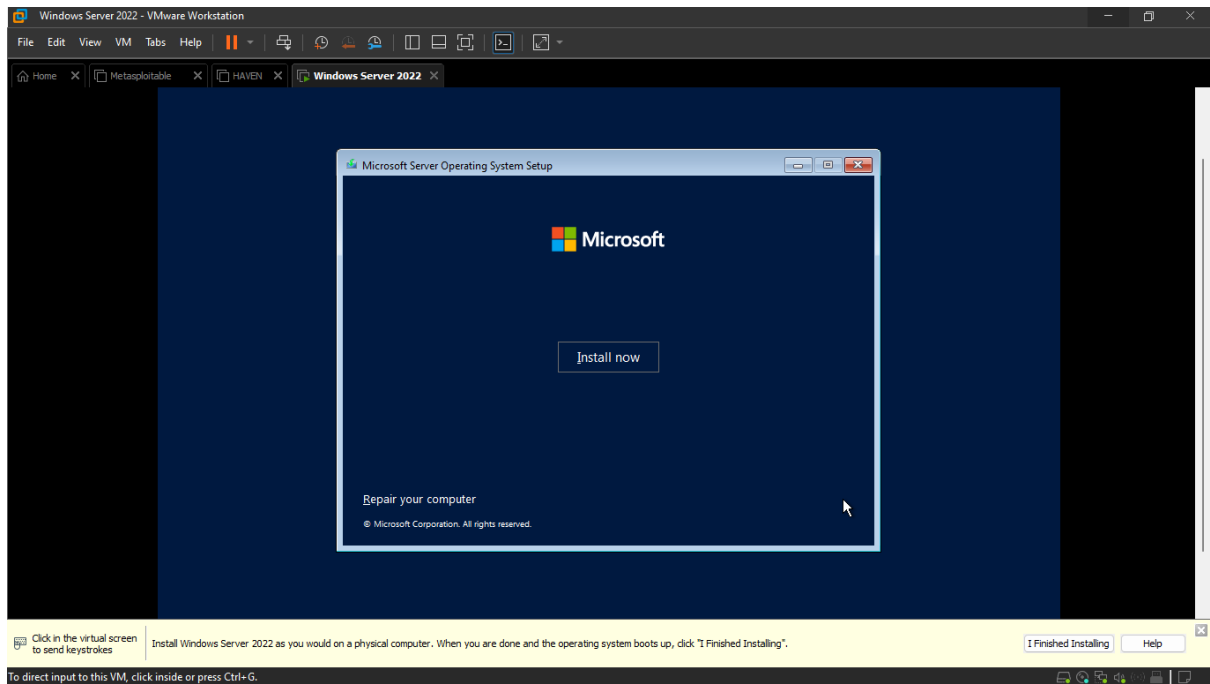 Windows Server 2022 - VMware Workstation
File Edit View VM Tabs Help
Home Metasploitable HAVEN Windows Server 2022
Microsoft Server Operating System Setup
Microsoft
Install now
Repair your computer
© Microsoft Corporation. All rights reserved.
Click in the virtual screen
to send keystrokes
Install Windows Server 2022 as you would on a physical computer. When you are done and the operating system boots up, click "I Finished Installing".
I Finished Installing Help
To direct input to this VM, click inside or press Ctrl+G.